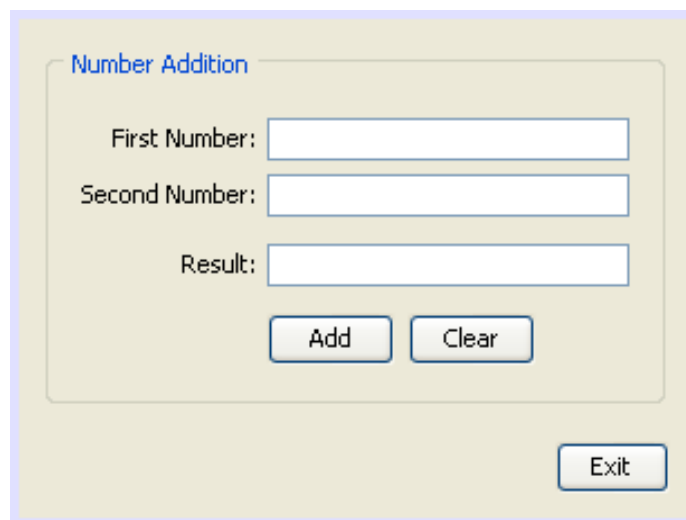 Number Addition
First Number:
Second Number:
Result:
Add Clear
Exit